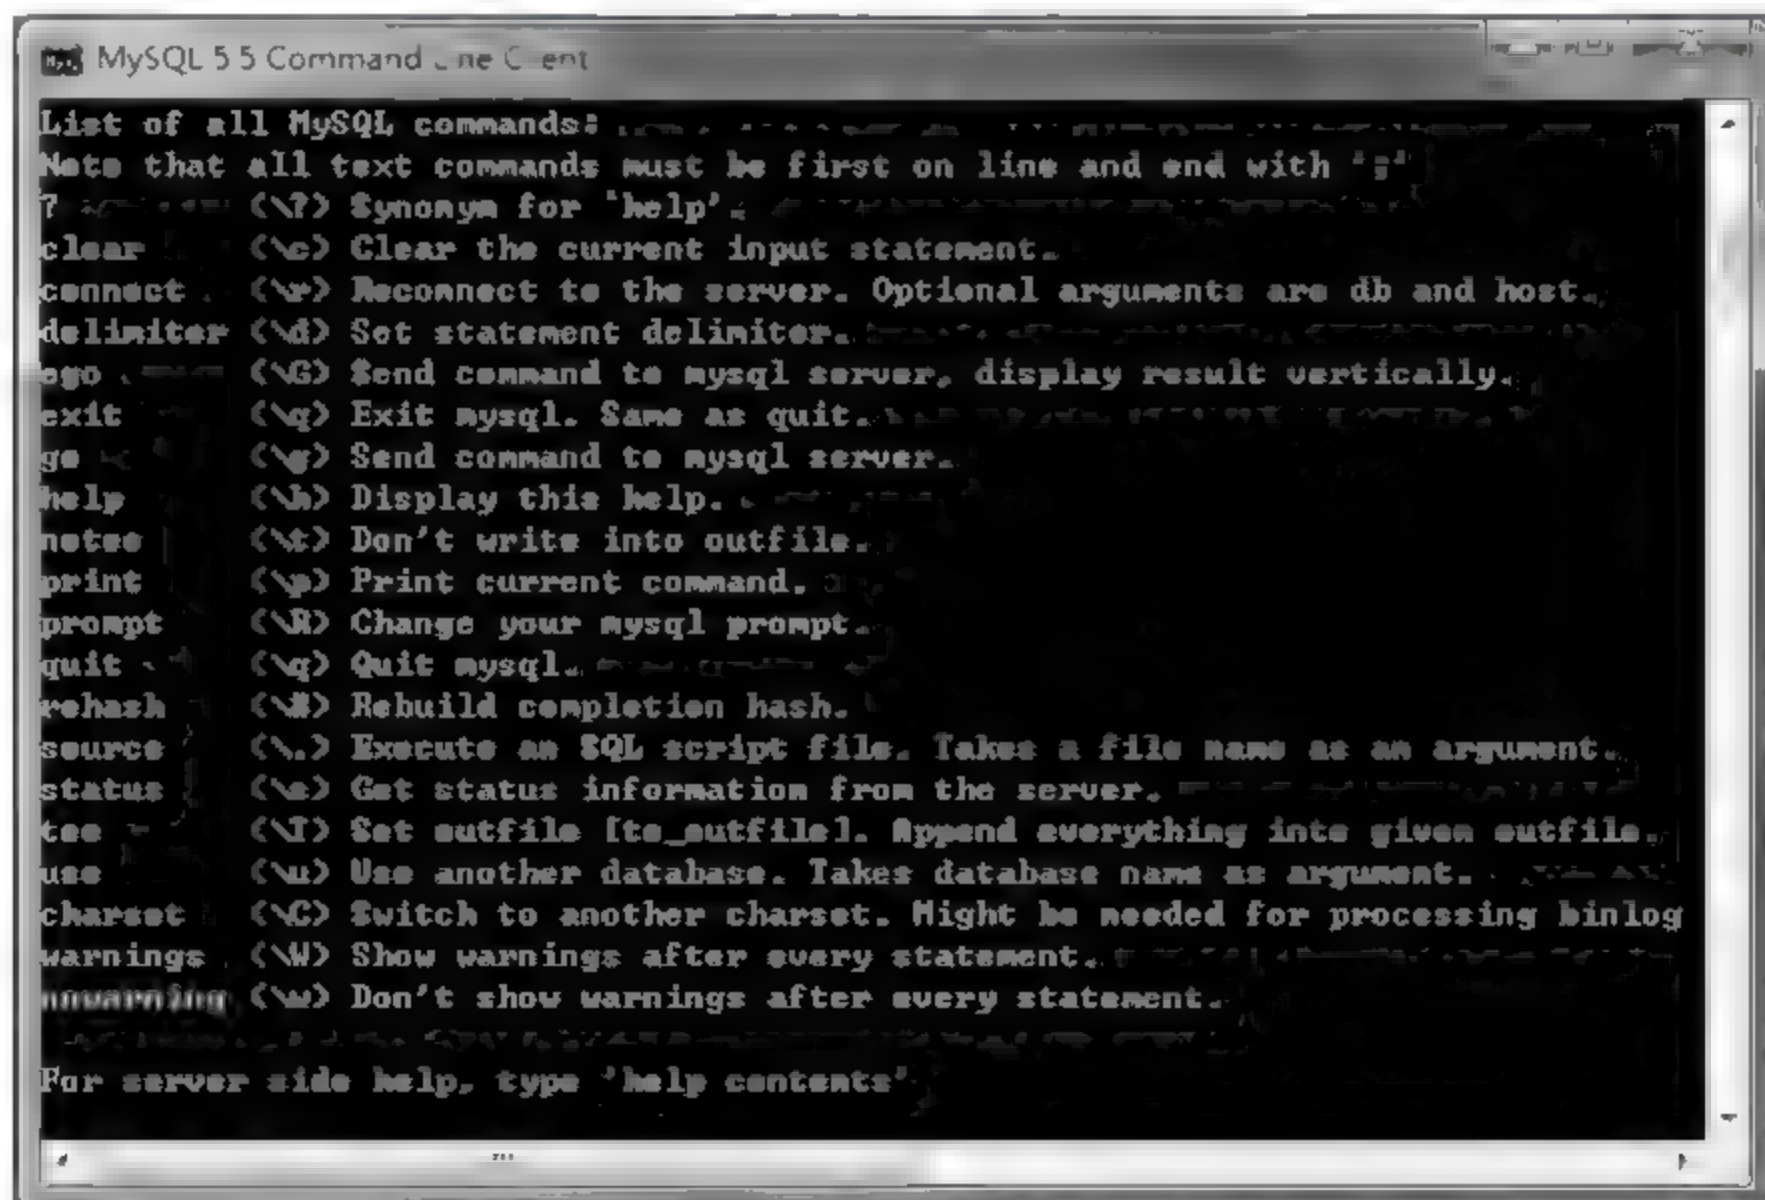 MySQL 5.5 Command Line Client
List of all MySQL commands:
Note that all text commands must be first on line and end with ';'
? (\?) Synonym for `help'.
clear (\c) Clear the current input statement.
connect (\r) Reconnect to the server. Optional arguments are db and host.
delimiter (\d) Set statement delimiter.
ego (\G) Send command to mysql server, display result vertically.
exit (\q) Exit mysql. Same as quit.
go (\g) Send command to mysql server.
help (\h) Display this help.
notee (\t) Don't write into outfile.
print (\p) Print current command.
prompt (\R) Change your mysql prompt.
quit (\q) Quit mysql.
rehash (\#) Rebuild completion hash.
source (\.) Execute an SQL script file. Takes a file name as an argument.
status (\s) Get status information from the server.
tee (\T) Set outfile [to_outfile]. Append everything into given outfile.
use (\u) Use another database. Takes database name as argument.
charset (\C) Switch to another charset. Might be needed for processing binlog
warnings (\W) Show warnings after every statement.
nowarning (\w) Don't show warnings after every statement.
For server side help, type 'help contents'